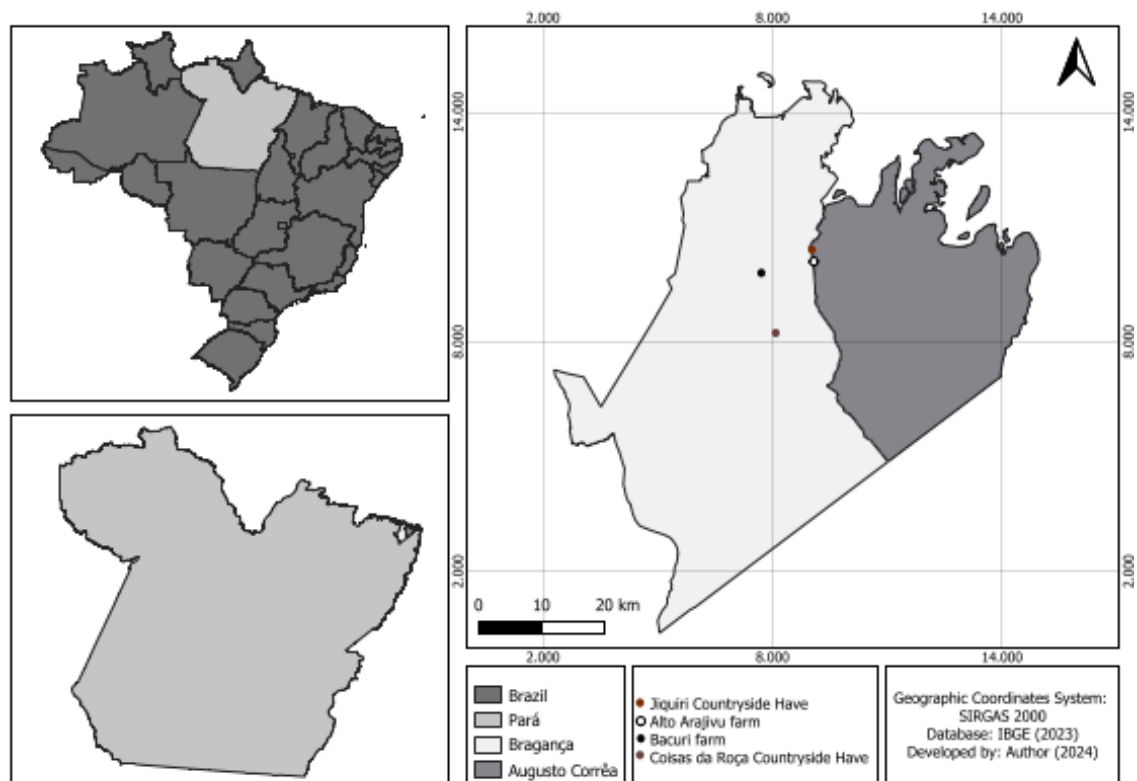 2.000 8.000 14.000
14.000 14.000
8.000 8.000
2.000 2.000
0 10 20 km
2.000 8.000 14.000
Brazil
Pará
Bragança
Augusto Corrêa
Jiquiri Countryside Have
Alto Arajivu farm
Bacuri farm
Coisas da Roça Countryside Have
Geographic Coordinates System:
SIRGAS 2000
Database: IBGE (2023)
Developed by: Author (2024)